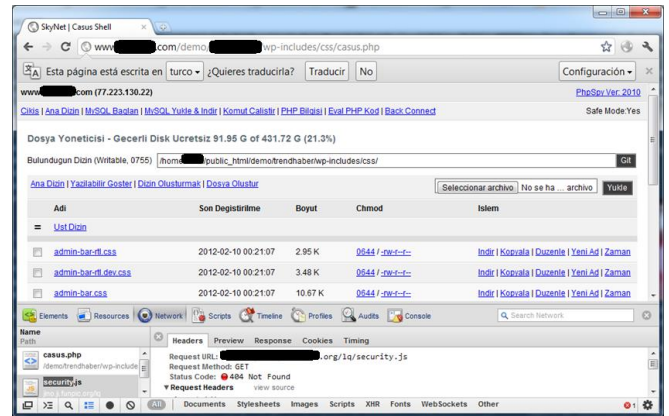 SkyNet | Casus Shell
www .com/demo/ /wp-includes/css/casus.php
Esta página está escrita en turco ¿Quieres traducirla? Traducir No Configuración
www .com (77.223.130.22) PhpSpy Ver: 2010
Cikis | Ana Dizin | MySQL Baglan | MySQL Yukle & Indir | Komut Calistir | PHP Bilgisi | Eval PHP Kod | Back Connect Safe Mode:Yes
Dosya Yoneticisi - Gecerli Disk Ucretsiz 91.95 G of 431.72 G (21.3%)
Bulundugun Dizin (Writable, 0755) /home /public_html/demo/trendhaber/wp-includes/css/ Git
Ana Dizin | Yazilabilir Goster | Dizin Olusturmak | Dosya Olustur Seleccionar archivo No se ha ... archivo Yukle
Adi Son Degistirilme Boyut Chmod Islem
= Ust Dizin
admin-bar-rtl.css 2012-02-10 00:21:07 2.95 K 0644 / -rw-r--r-- Indir | Kopyala | Duzenle | Yeni Ad | Zaman
admin-bar-rtl.dev.css 2012-02-10 00:21:07 3.48 K 0644 / -rw-r--r-- Indir | Kopyala | Duzenle | Yeni Ad | Zaman
admin-bar.css 2012-02-10 00:21:07 10.67 K 0644 / -rw-r--r-- Indir | Kopyala | Duzenle | Yeni Ad | Zaman
Elements Resources Network Scripts Timeline Profiles Audits Console Search Network
Name
Path
Headers Preview Response Cookies Timing
casus.php
/demo/trendhaber/wp-include
security.js
Request URL: .org/lq/security.js
Request Method: GET
Status Code: 404 Not Found
Request Headers view source
All Documents Stylesheets Images Scripts XHR Fonts WebSockets Other 1